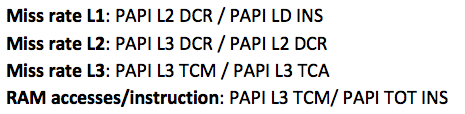 Miss rate L1: PAPI L2 DCR / PAPI LD INS
Miss rate L2: PAPI L3 DCR / PAPI L2 DCR
Miss rate L3: PAPI L3 TCM / PAPI L3 TCA
RAM accesses/instruction: PAPI L3 TCM/ PAPI TOT INS